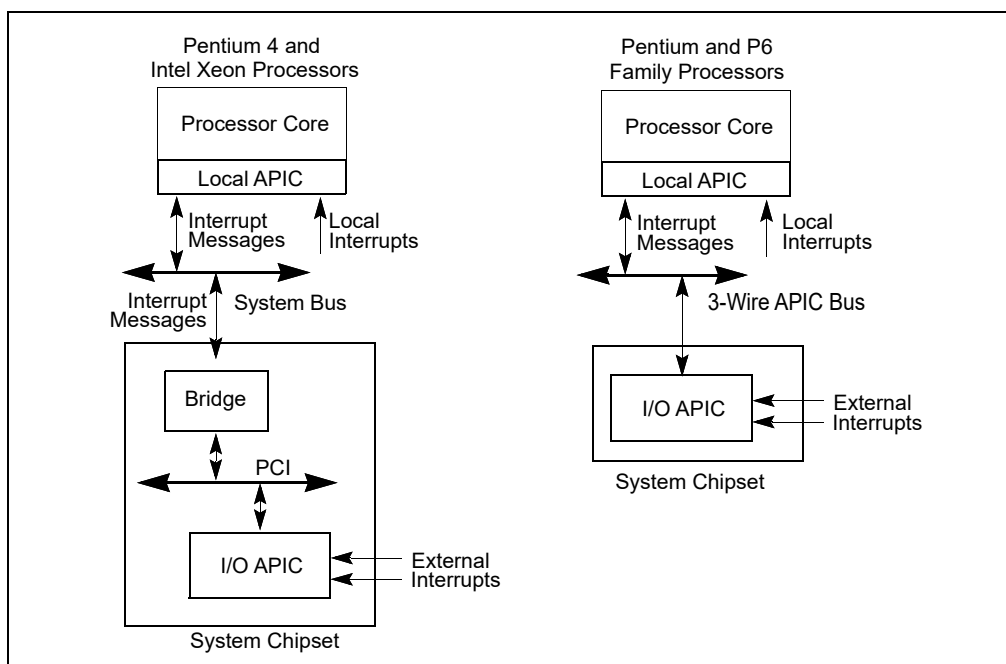 Pentium 4 and
Intel Xeon Processors
Processor Core
Local APIC
Interrupt
Messages
Local
Interrupts
Interrupt
Messages
System Bus
Bridge
PCI
I/O APIC
External
Interrupts
System Chipset
Pentium and P6
Family Processors
Processor Core
Local APIC
Interrupt
Messages
Local
Interrupts
3-Wire APIC Bus
I/O APIC
External
Interrupts
System Chipset